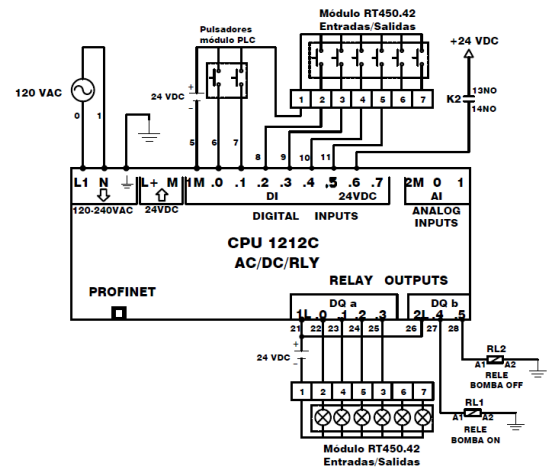 Módulo RT450.42
Entradas/Salidas
Pulsadores
módulo PLC
+24 VDC
120 VAC
0
1
+
24 VDC
-
1 2 3 4 5 6 7
K2
13NO
14NO
5 6 7 8 9 10 11
L1 N L+ M 1M .0 .1 .2 .3 .4 .5 .6 .7 2M 0 1
120-240VAC 24VDC DI 24VDC AI
DIGITAL INPUTS
ANALOG
INPUTS
CPU 1212C
AC/DC/RLY
PROFINET
RELAY OUTPUTS
DQ a DQ b
1L .0 .1 .2 .3 2L .4 .5
21 22 23 24 25 26 27 28
+
24 VDC
-
RL2
A1 A2
RELE
BOMBA OFF
1 2 4 5 3 6 7
RL1
A1 A2
RELE
BOMBA ON
Módulo RT450.42
Entradas/Salidas